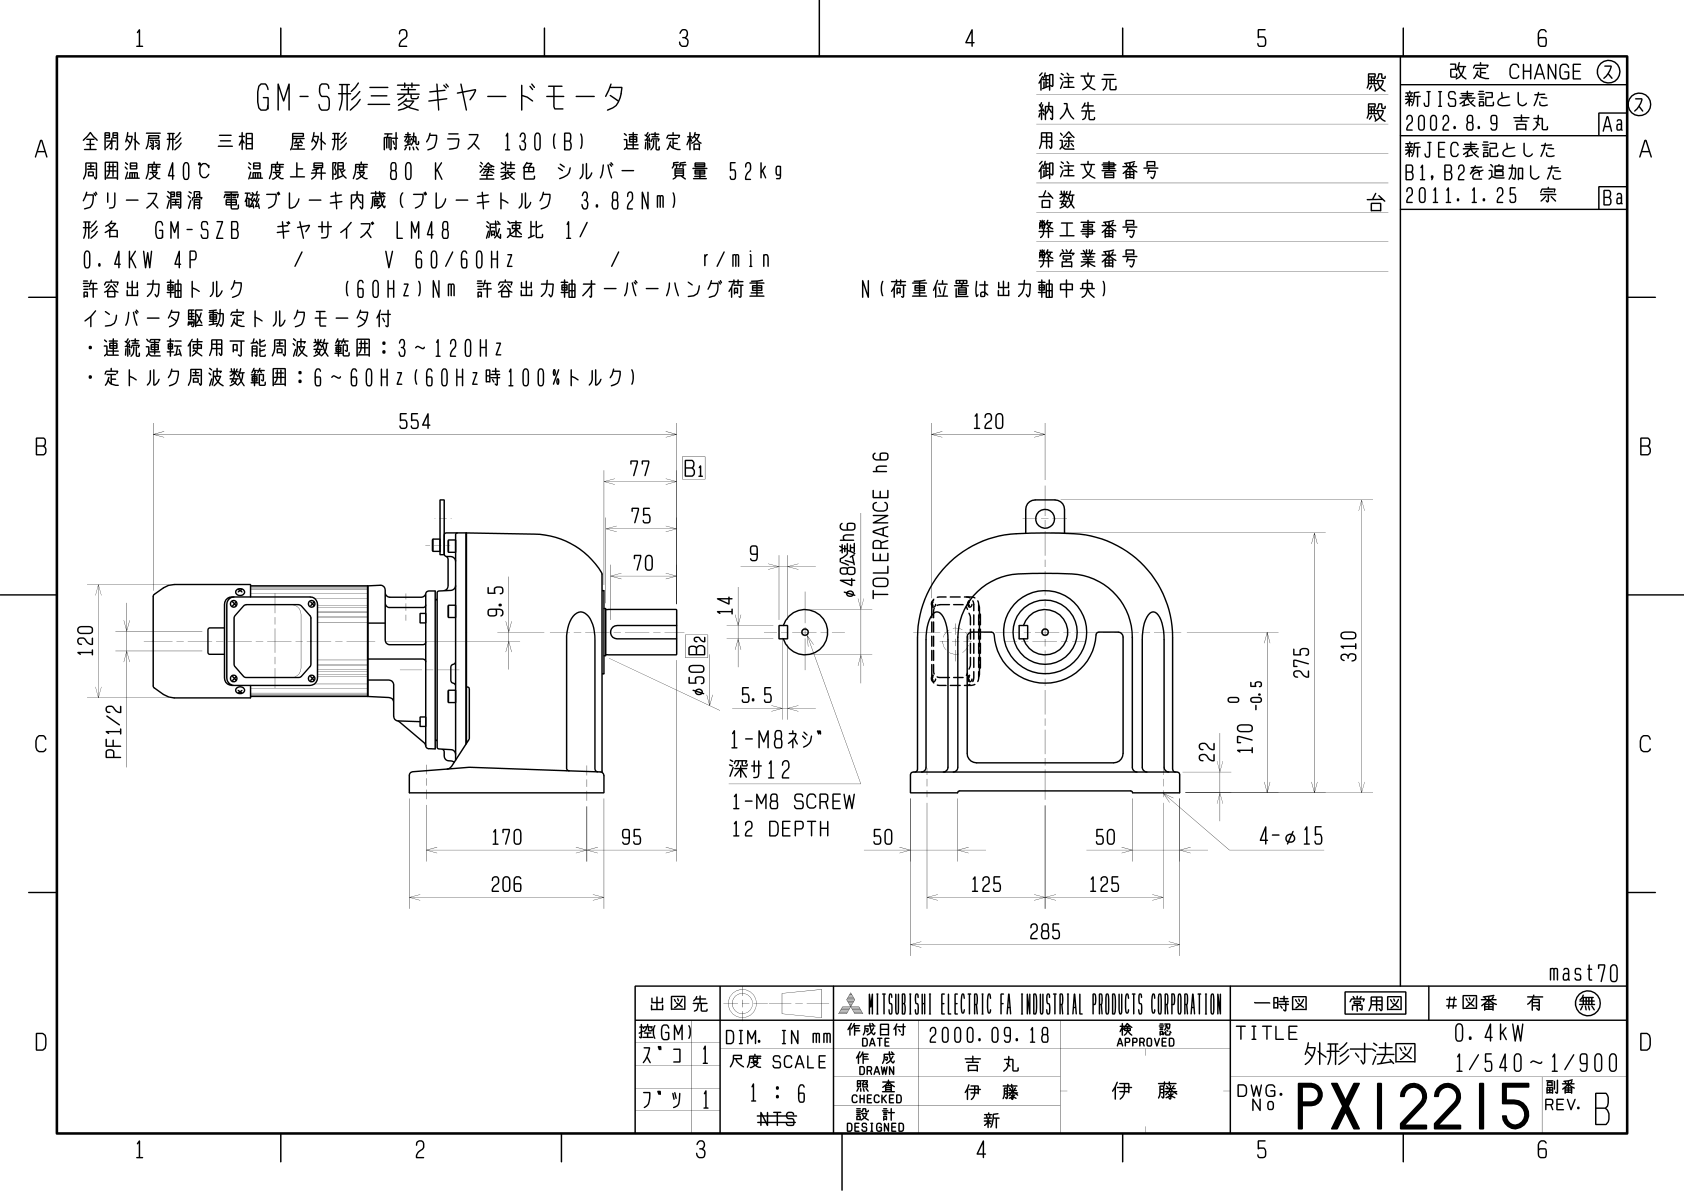 1 2 3 4 5 6
A
B
C
D
GM-S形三菱ギヤードモータ
全閉外扇形 三相 屋外形 耐熱クラス 130(B) 連続定格
周囲温度40℃ 温度上昇限度 80 K 塗装色 シルバー 質量 52kg
グリース潤滑 電磁ブレーキ内蔵(ブレーキトルク 3.82Nm)
形名 GM-SZB ギヤサイズ LM48 減速比 1/
0.4KW 4P / V 60/60Hz / r/min
許容出力軸トルク (60Hz)Nm 許容出力軸オーバーハング荷重 N(荷重位置は出力軸中央)
インバータ駆動定トルクモータ付
・連続運転使用可能周波数範囲：3~120Hz
・定トルク周波数範囲：6~60Hz(60Hz時100%トルク)
御注文元 殿
納入先 殿
用途
御注文書番号
台数 台
弊工事番号
弊営業番号
改定 CHANGE ス
新JIS表記とした
2002.8.9 吉丸 Aa
ス
新JEC表記とした
B1,B2を追加した
2011.1.25 宗 Ba
A
B
C
D
554
77 B1
75
70
9.5
120
PF1/2
B2
φ50
170 95
206
9
14
5.5
φ48公差h6
TOLERANCE h6
1-M8ネジ
深サ12
1-M8 SCREW
12 DEPTH
120
310
275
170 0 -0.5
22
50 50
4-φ15
125 125
285
mast70
出図先
控(GM)
ズコ 1
ブツ 1
DIM. IN mm
尺度 SCALE
1 : 6
NTS
MITSUBISHI ELECTRIC FA INDUSTRIAL PRODUCTS CORPORATION
作成日付
DATE
2000.09.18
検 認
APPROVED
作 成
DRAWN
吉 丸
照 査
CHECKED
伊 藤
伊 藤
設 計
DESIGNED
新
一時図 常用図 #図番 有 無
TITLE
外形寸法図
0.4kW
1/540~1/900
DWG.
No
PX12215
副番
REV.
B
1 2 3 4 5 6